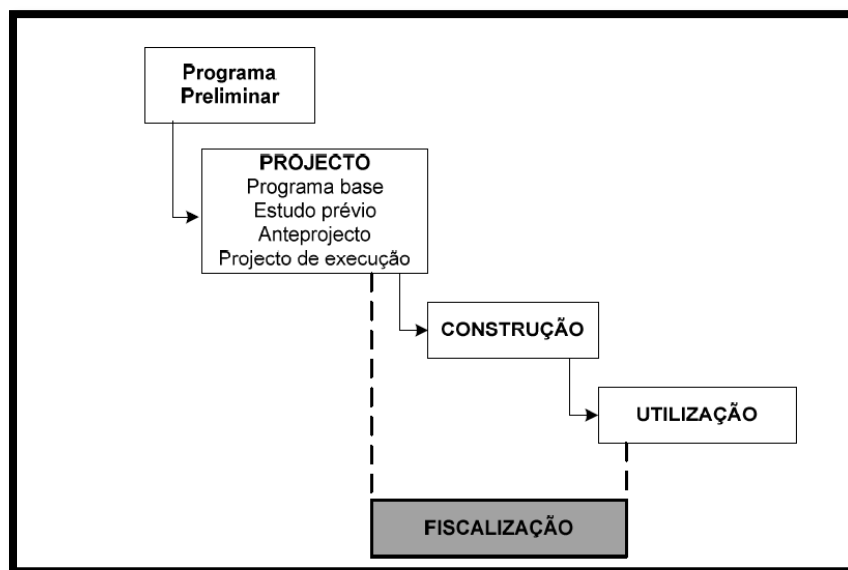 Programa
Preliminar
PROJECTO
Programa base
Estudo prévio
Anteprojecto
Projecto de execução
CONSTRUÇÃO
UTILIZAÇÃO
FISCALIZAÇÃO